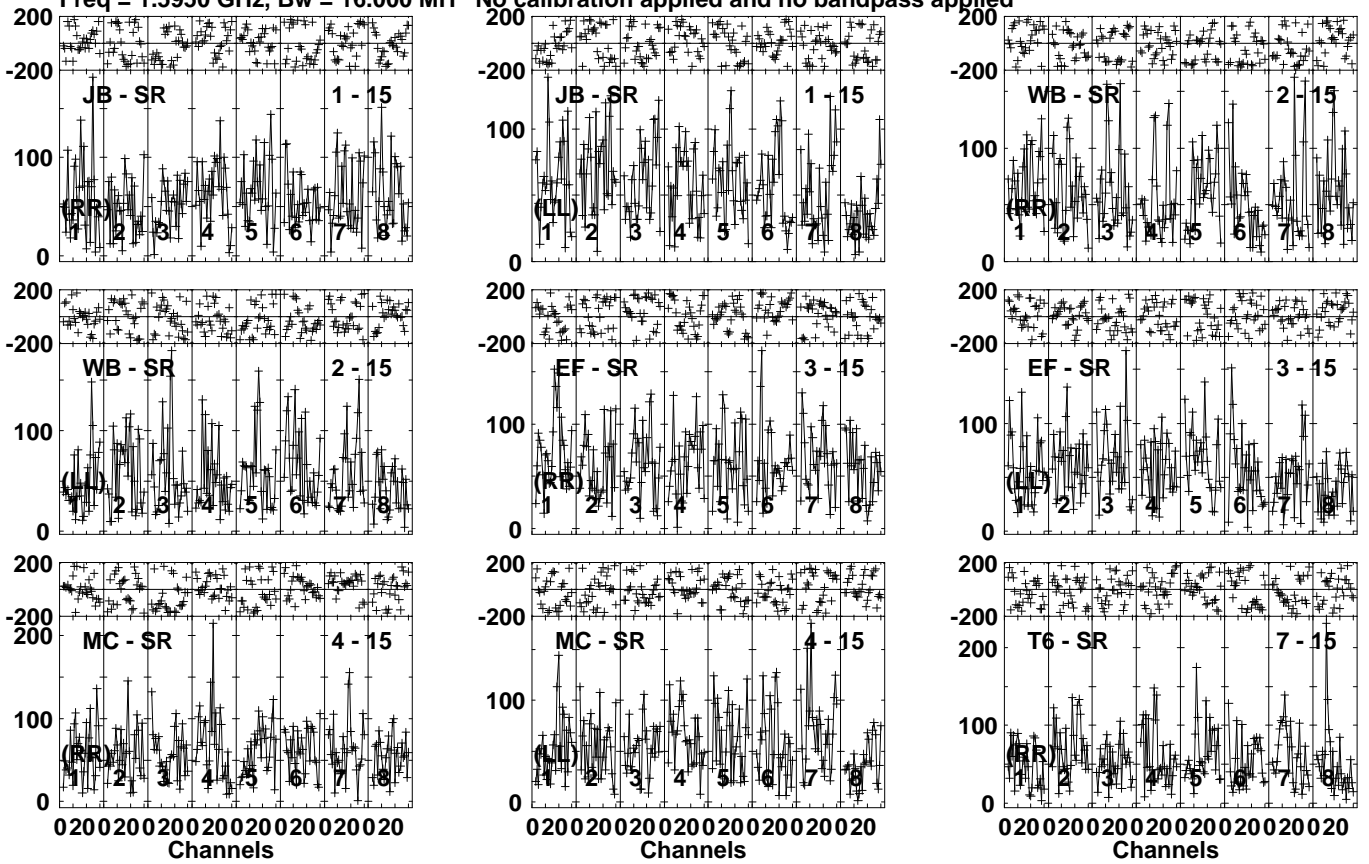 Freq = 1.5950 GHz, Bw = 16.000 MH No calibration applied and no bandpass applied
200 200 200
-200 -200 -200
JB - SR 1 - 15 JB - SR 1 - 15 WB - SR 2 - 15
100 100 100
(RR) (LL) (RR)
1 2 3 4 5 6 7 8 1 2 3 4 5 6 7 8 1 2 3 4 5 6 7 8
0 0 0
200 200 200
-200 -200 -200
WB - SR 2 - 15 EF - SR 3 - 15 EF - SR 3 - 15
100 100 100
(LL) (RR) (LL)
1 2 3 4 5 6 7 8 1 2 3 4 5 6 7 8 1 2 3 4 5 6 7 8
0 0 0
200 200 200
-200 -200 -200
200 MC - SR 4 - 15 MC - SR 4 - 15 200 T6 - SR 7 - 15
100 100 100
(RR) (LL) (RR)
1 2 3 4 5 6 7 8 1 2 3 4 5 6 7 8 1 2 3 4 5 6 7 8
0 0 0
0 20 0 20 0 20 0 20 0 20 0 20 0 20 0 20 0 20 0 20 0 20 0 20 0 20 0 20 0 20 0 20 0 20 0 20 0 20 0 20 0 20 0 20 0 20 0 20
Channels Channels Channels